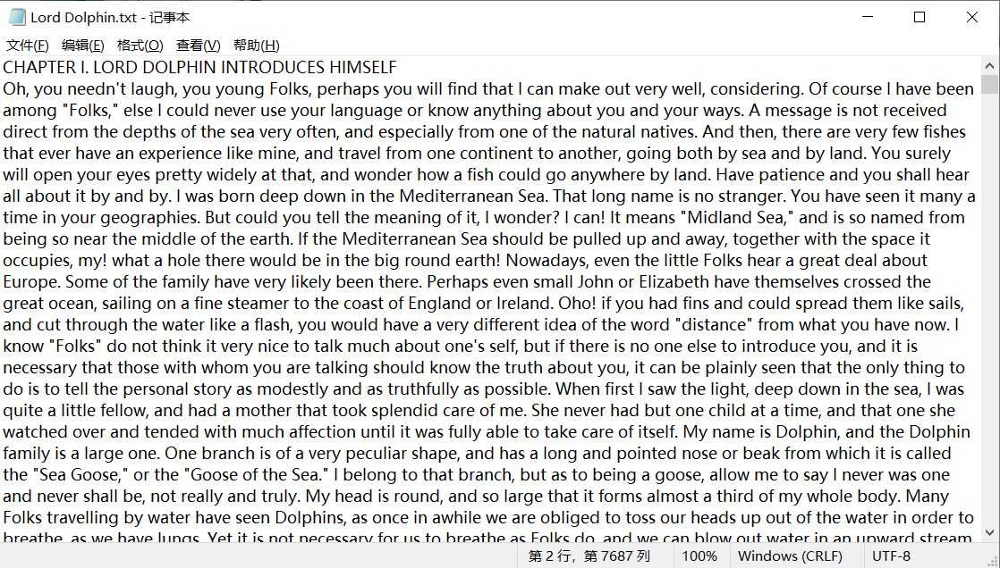 Lord Dolphin.txt - 记事本
文件(F) 编辑(E) 格式(O) 查看(V) 帮助(H)
CHAPTER I. LORD DOLPHIN INTRODUCES HIMSELF
Oh, you needn't laugh, you young Folks, perhaps you will find that I can make out very well, considering. Of course I have been
among "Folks," else I could never use your language or know anything about you and your ways. A message is not received
direct from the depths of the sea very often, and especially from one of the natural natives. And then, there are very few fishes
that ever have an experience like mine, and travel from one continent to another, going both by sea and by land. You surely
will open your eyes pretty widely at that, and wonder how a fish could go anywhere by land. Have patience and you shall hear
all about it by and by. I was born deep down in the Mediterranean Sea. That long name is no stranger. You have seen it many a
time in your geographies. But could you tell the meaning of it, I wonder? I can! It means "Midland Sea," and is so named from
being so near the middle of the earth. If the Mediterranean Sea should be pulled up and away, together with the space it
occupies, my! what a hole there would be in the big round earth! Nowadays, even the little Folks hear a great deal about
Europe. Some of the family have very likely been there. Perhaps even small John or Elizabeth have themselves crossed the
great ocean, sailing on a fine steamer to the coast of England or Ireland. Oho! if you had fins and could spread them like sails,
and cut through the water like a flash, you would have a very different idea of the word "distance" from what you have now. I
know "Folks" do not think it very nice to talk much about one's self, but if there is no one else to introduce you, and it is
necessary that those with whom you are talking should know the truth about you, it can be plainly seen that the only thing to
do is to tell the personal story as modestly and as truthfully as possible. When first I saw the light, deep down in the sea, I was
quite a little fellow, and had a mother that took splendid care of me. She never had but one child at a time, and that one she
watched over and tended with much affection until it was fully able to take care of itself. My name is Dolphin, and the Dolphin
family is a large one. One branch is of a very peculiar shape, and has a long and pointed nose or beak from which it is called
the "Sea Goose," or the "Goose of the Sea." I belong to that branch, but as to being a goose, allow me to say I never was one
and never shall be, not really and truly. My head is round, and so large that it forms almost a third of my whole body. Many
Folks travelling by water have seen Dolphins, as once in awhile we are obliged to toss our heads up out of the water in order to
breathe, as we have lungs. Yet it is not necessary for us to breathe as Folks do, and we can blow out water in an upward stream
第 2 行，第 7687 列 100% Windows (CRLF) UTF-8